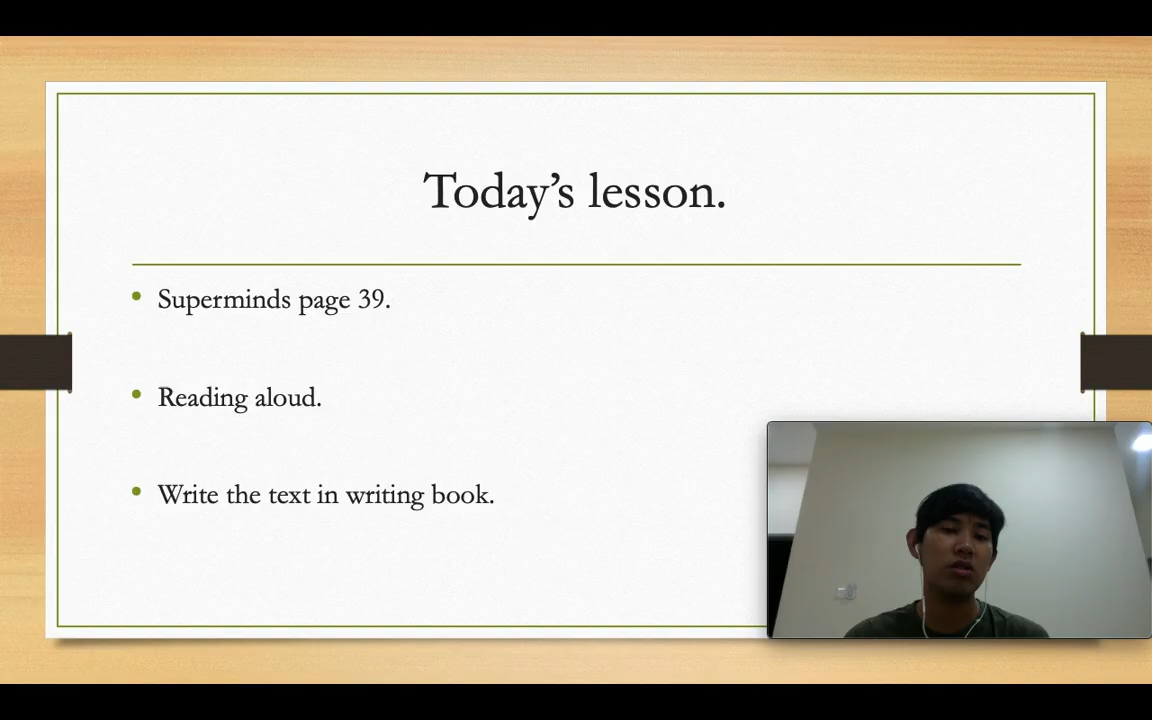 Today’s lesson.
Superminds page 39.
Reading aloud.
Write the text in writing book.